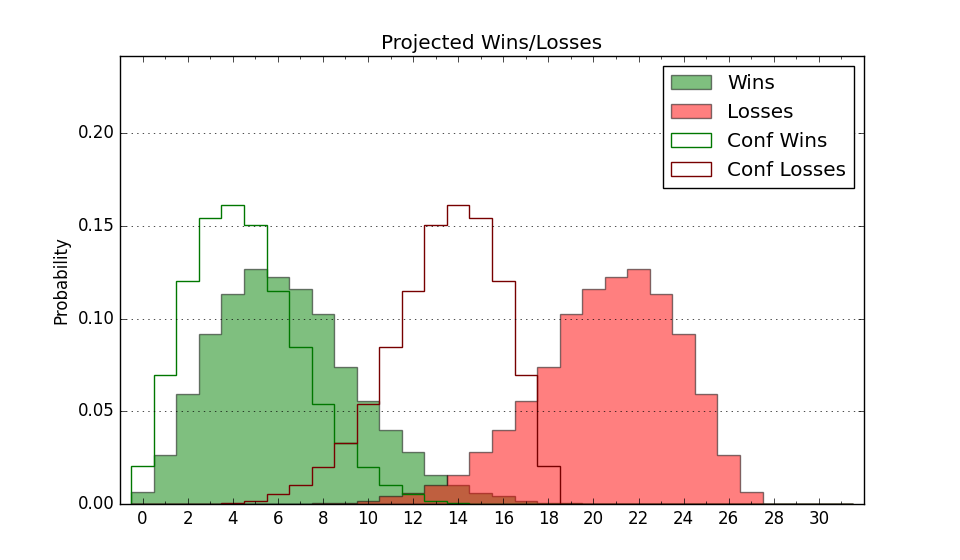 Projected Wins/Losses
Wins
Losses
Conf Wins
Conf Losses
Probability
0.20
0.15
0.10
0.05
0.00
0 2 4 6 8 10 12 14 16 18 20 22 24 26 28 30